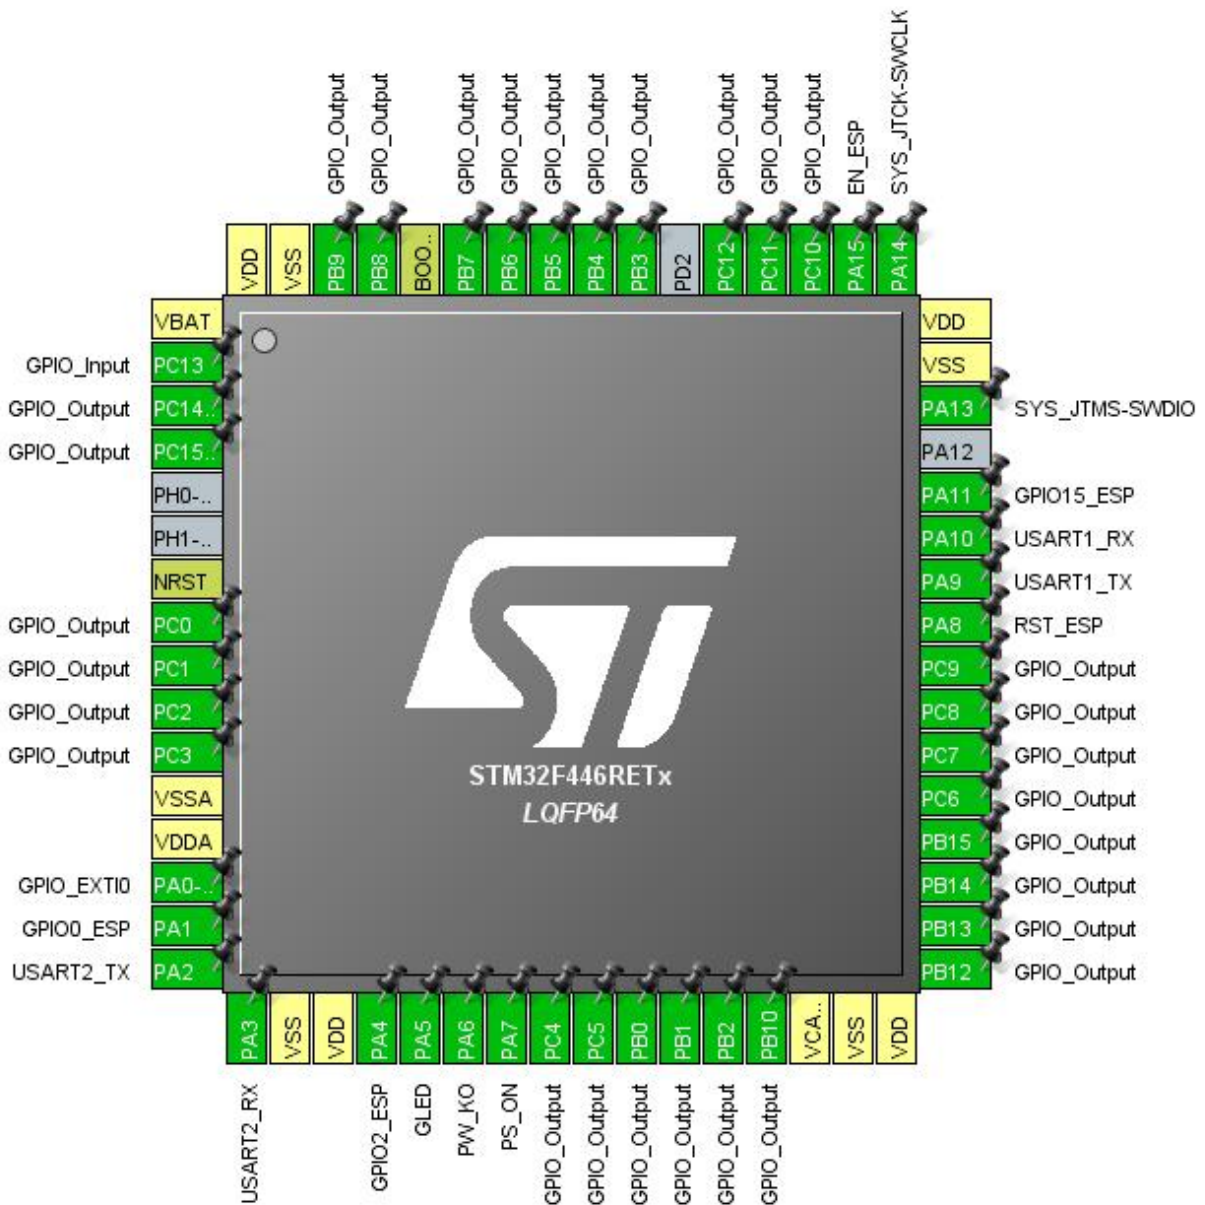 GPIO_Output
GPIO_Output
GPIO_Output
GPIO_Output
GPIO_Output
GPIO_Output
GPIO_Output
GPIO_Output
GPIO_Output
GPIO_Output
EN_ESP
SYS_JTCK-SWCLK
VDD
VSS
PB9
PB8
BOO..
PB7
PB6
PB5
PB4
PB3
PD2
PC12
PC11
PC10
PA15
PA14
VBAT
GPIO_Input PC13
GPIO_Output PC14..
GPIO_Output PC15..
PH0-..
PH1-..
NRST
GPIO_Output PC0
GPIO_Output PC1
GPIO_Output PC2
GPIO_Output PC3
VSSA
VDDA
GPIO_EXTI0 PA0-..
GPIO0_ESP PA1
USART2_TX PA2
STM32F446RETx
LQFP64
VDD
VSS
PA13 SYS_JTMS-SWDIO
PA12
PA11 GPIO15_ESP
PA10 USART1_RX
PA9 USART1_TX
PA8 RST_ESP
PC9 GPIO_Output
PC8 GPIO_Output
PC7 GPIO_Output
PC6 GPIO_Output
PB15 GPIO_Output
PB14 GPIO_Output
PB13 GPIO_Output
PB12 GPIO_Output
PA3
VSS
VDD
PA4
PA5
PA6
PA7
PC4
PC5
PB0
PB1
PB2
PB10
VCA..
VSS
VDD
USART2_RX
GPIO2_ESP
GLED
PW_KO
PS_ON
GPIO_Output
GPIO_Output
GPIO_Output
GPIO_Output
GPIO_Output
GPIO_Output